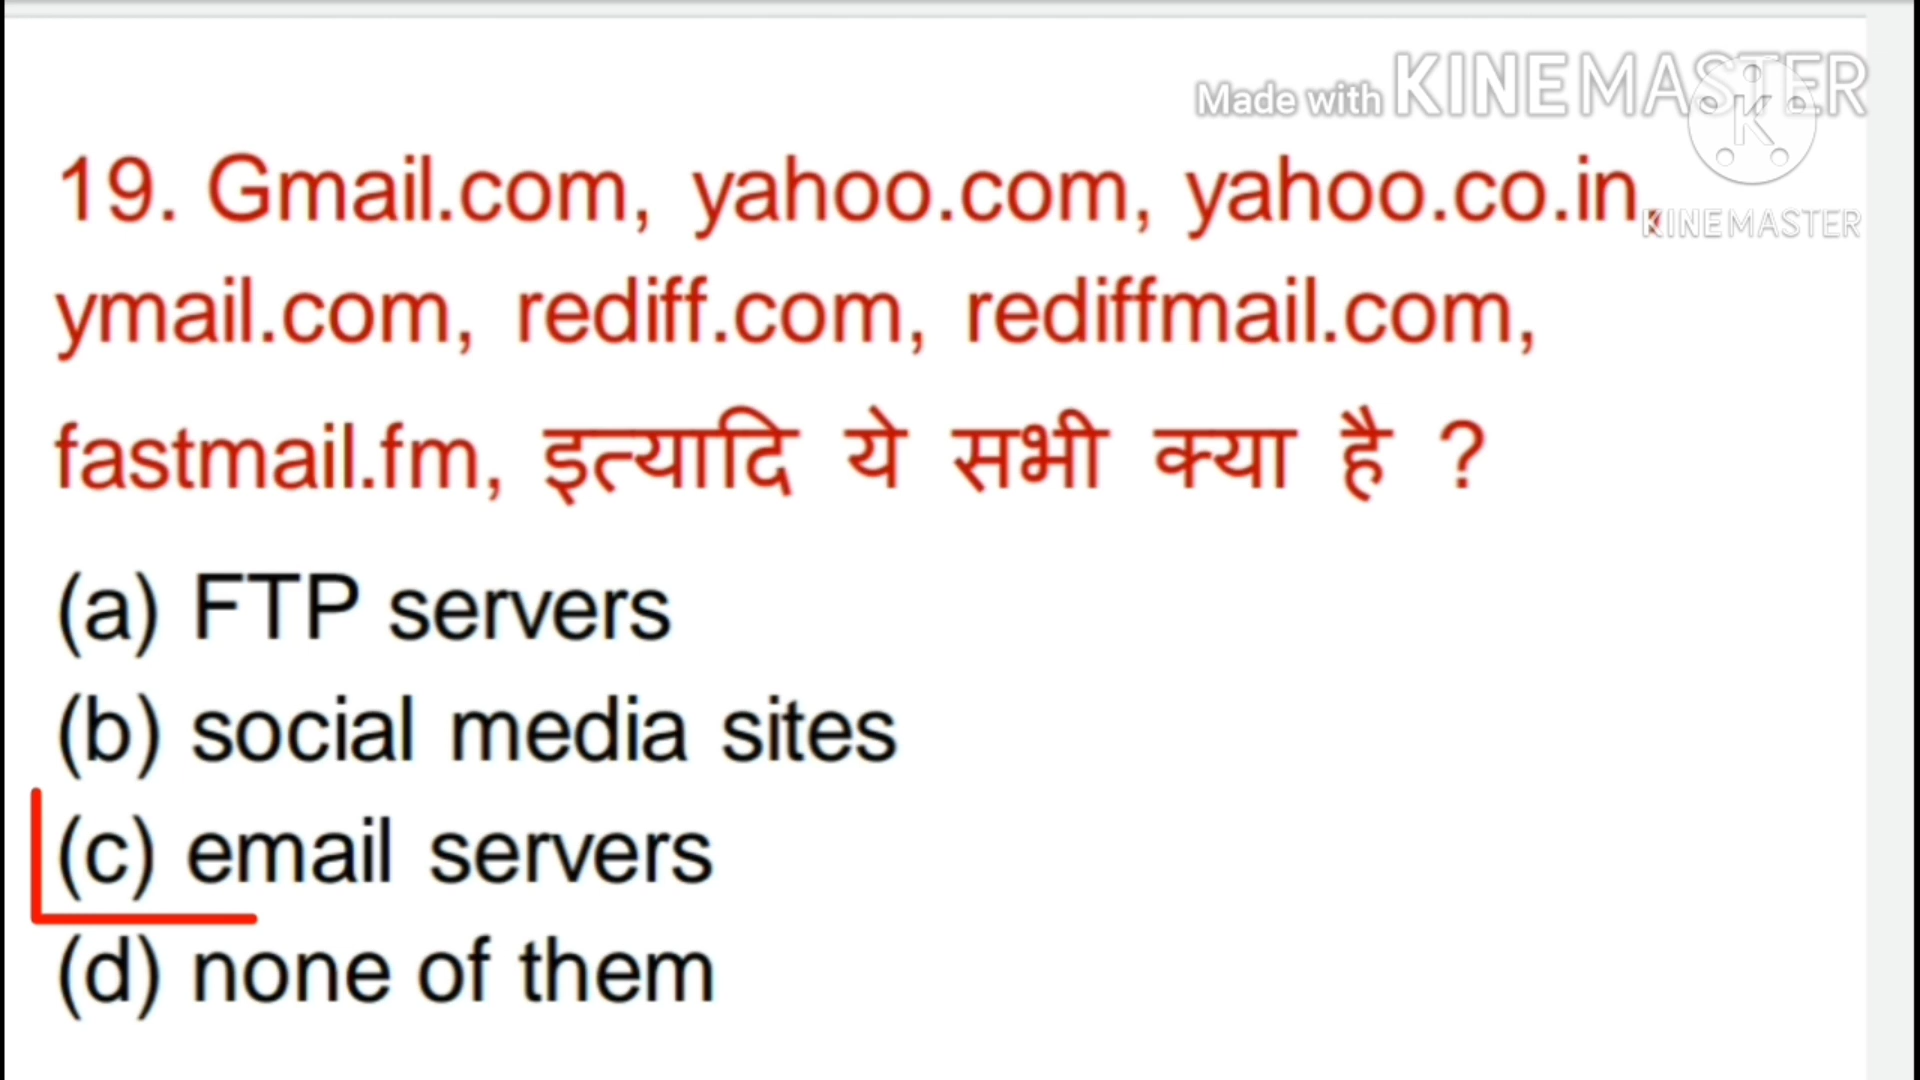 Made with KINEMASTER
K
KINEMASTER
19. Gmail.com, yahoo.com, yahoo.co.in,
ymail.com, rediff.com, rediffmail.com,
fastmail.fm, इत्यादि ये सभी क्या है ?
(a) FTP servers
(b) social media sites
(c) email servers
(d) none of them